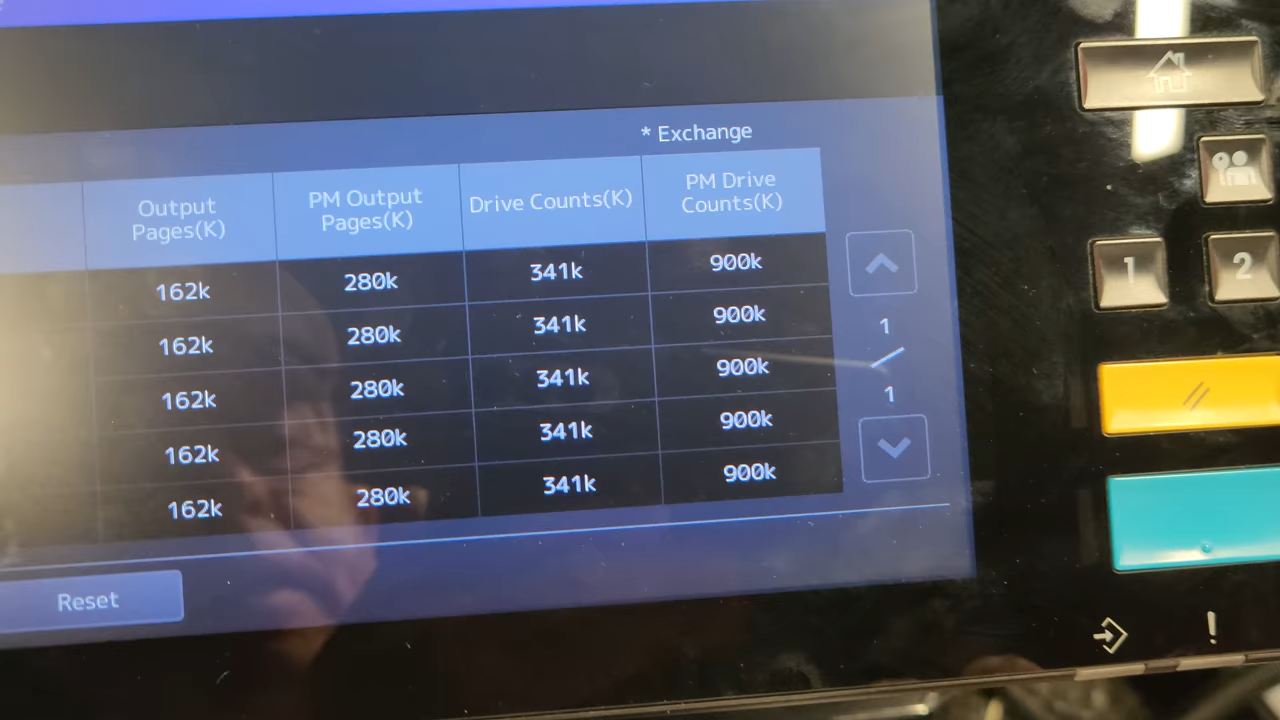 * Exchange
Output Pages(K) PM Output Pages(K) Drive Counts(K) PM Drive Counts(K)
162k 280k 341k 900k
162k 280k 341k 900k
162k 280k 341k 900k
162k 280k 341k 900k
162k 280k 341k 900k
1
/
1
Reset
1 2
//
!